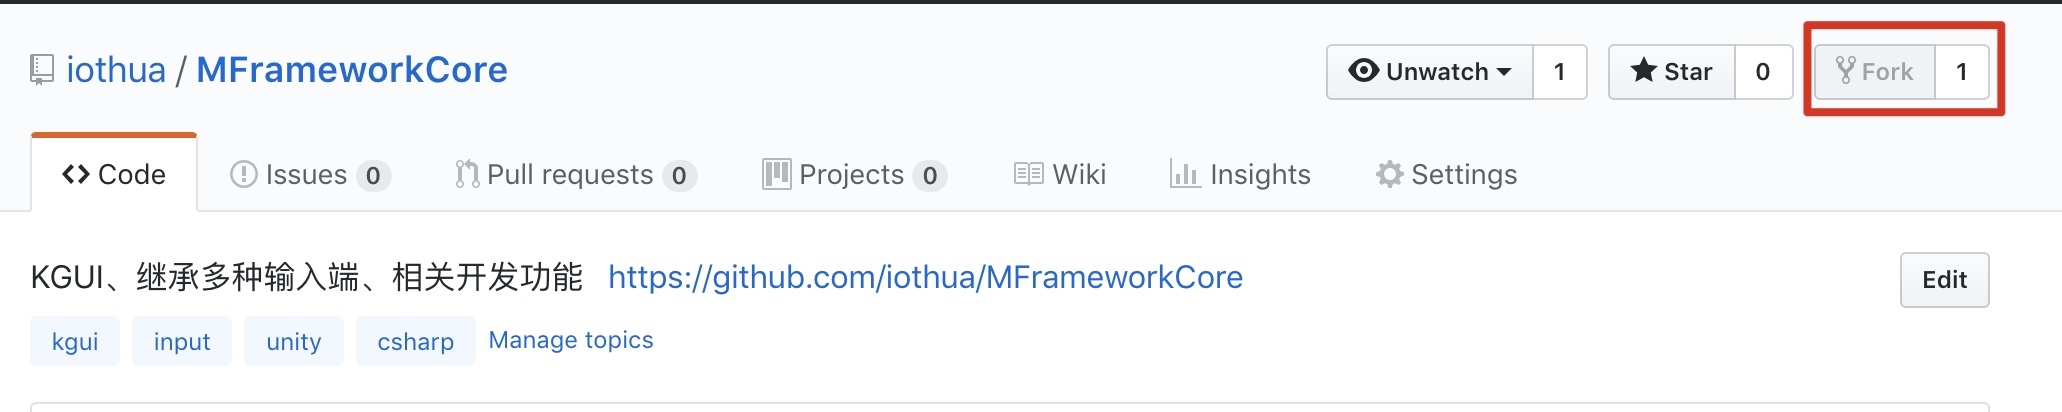 iothua / MFrameworkCore
Unwatch 1 Star 0 Fork 1
Code Issues 0 Pull requests 0 Projects 0 Wiki Insights Settings
KGUI、继承多种输入端、相关开发功能 https://github.com/iothua/MFrameworkCore
Edit
kgui input unity csharp Manage topics